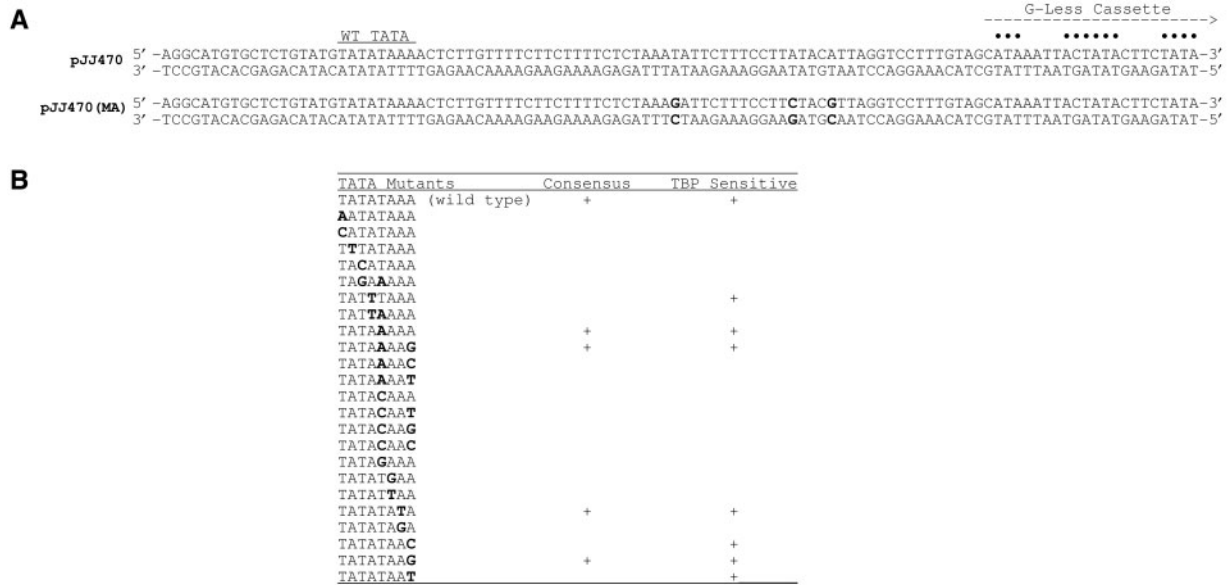 A
G-Less Cassette
WT TATA
pJJ470 5′ -AGGCATGTGCTCTGTATGTATATAAAACTCTTGTTTTCTTCTTTTCTCTAAATATTCTTTCCTTATACATTAGGTCCTTTGTAGCATAAATTACTATACTTCTATA-3′
3′ -TCCGTACACGAGACATACATATATTTTGAGAACAAAAGAAGAAAAGAGATTTATAAGAAAGGAATATGTAATCCAGGAAACATCGTATTTAATGATATGAAGATAT-5′
pJJ470(MA) 5′ -AGGCATGTGCTCTGTATGTATATAAAACTCTTGTTTTCTTCTTTTCTCTAAAGATTCTTTCCTTCTACGTTAGGTCCTTTGTAGCATAAATTACTATACTTCTATA-3′
3′ -TCCGTACACGAGACATACATATATTTTGAGAACAAAAGAAGAAAAGAGATTTCTAAGAAAGGAAGATGCAATCCAGGAAACATCGTATTTAATGATATGAAGATAT-5′
B
TATA Mutants Consensus TBP Sensitive
TATATAAA (wild type) + +
AATATAAA
CATATAAA
TTTATAAA
TACATAAA
TAGAAAAA
TATTTAAA +
TATTAAAA
TATAAAAA + +
TATAAAAG + +
TATAAAAC
TATAAAAT
TATACAAA
TATACAAT
TATACAAG
TATACAAC
TATAGAAA
TATATGAA
TATATTAA
TATATATA + +
TATATAGA
TATATAAC +
TATATAAG + +
TATATAAT +